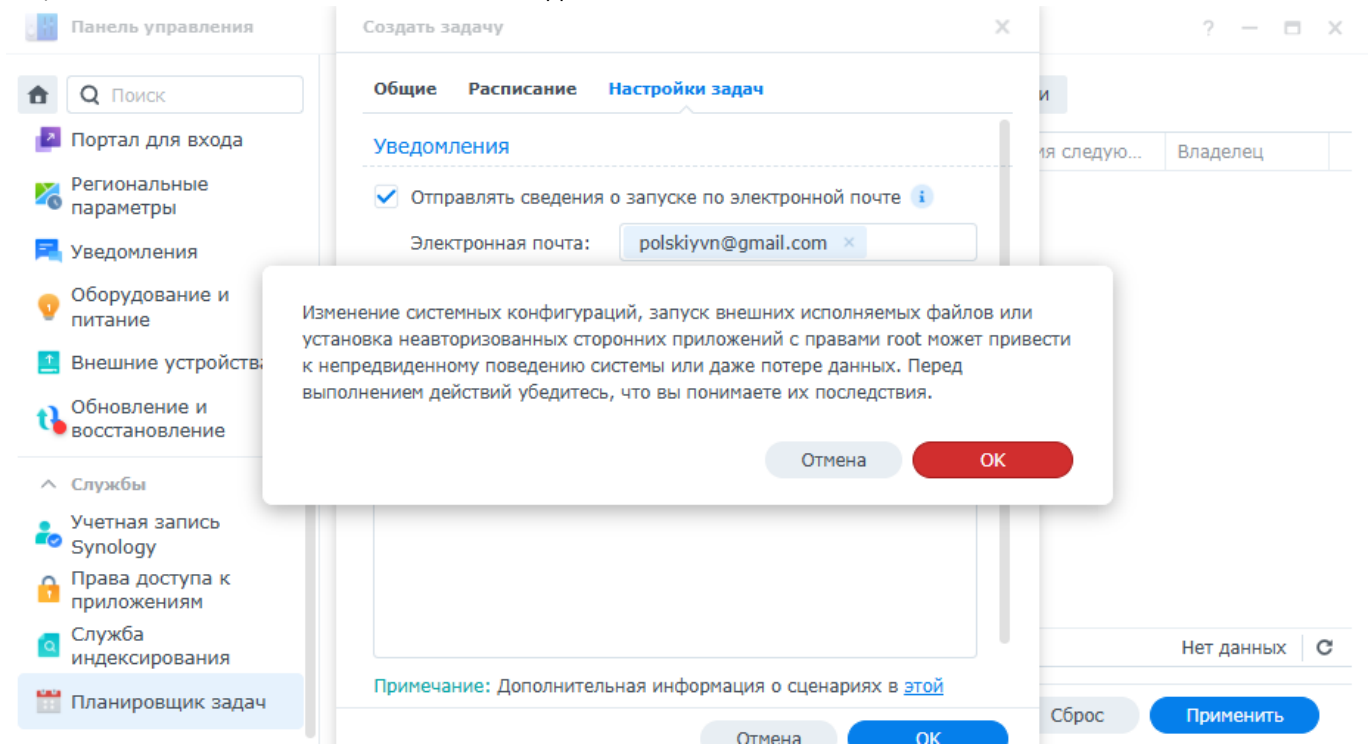 Панель управления
Создать задачу
Поиск
Общие Расписание Настройки задач
и
Портал для входа
Уведомления
ия следую... Владелец
Региональные
параметры
Отправлять сведения о запуске по электронной почте
Электронная почта: polskiyvn@gmail.com
Уведомления
Оборудование и
питание
Внешние устройства
Обновление и
восстановление
Изменение системных конфигураций, запуск внешних исполняемых файлов или
установка неавторизованных сторонних приложений с правами root может привести
к непредвиденному поведению системы или даже потере данных. Перед
выполнением действий убедитесь, что вы понимаете их последствия.
Отмена OK
Службы
Учетная запись
Synology
Права доступа к
приложениям
Служба
индексирования
Планировщик задач
Нет данных
Примечание: Дополнительная информация о сценариях в этой
Отмена OK
Сброс Применить